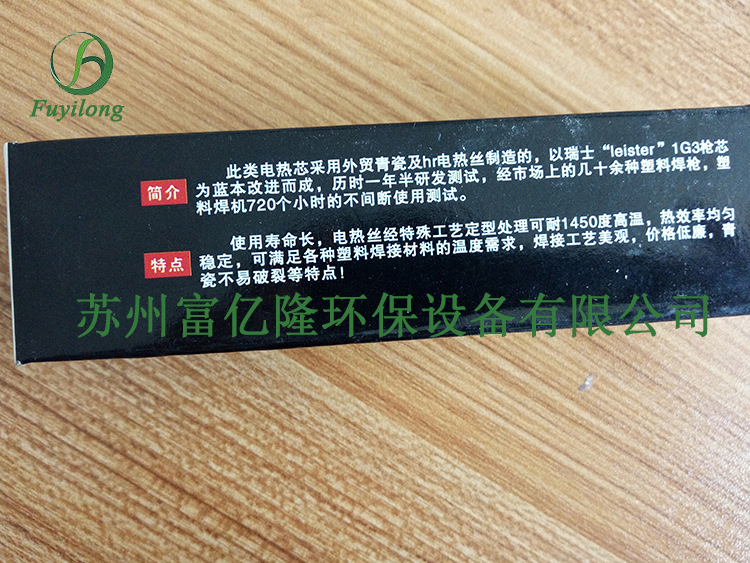 Fuyilong
此类电热芯采用外贸青瓷及hr电热丝制造的，以瑞士“leister”1G3枪芯
简介
为蓝本改进而成，历时一年半研发测试，经市场上的几十余种塑料焊枪，塑
料焊机720个小时的不间断使用测试。
使用寿命长，电热丝经特殊工艺定型处理可耐1450度高温，热效率均匀
特点
稳定，可满足各种塑料焊接材料的温度需求，焊接工艺美观，价格低廉，青
瓷不易破裂等特点！
苏州富亿隆环保设备有限公司